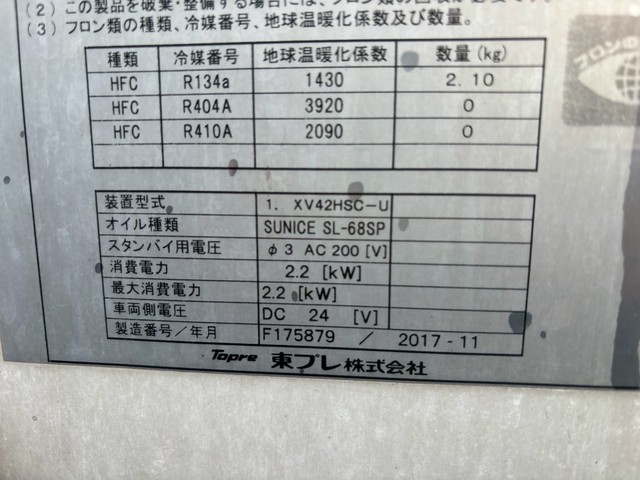 (2) この製品を破棄・整備する場合には、フロン類の
(3) フロン類の種類、冷媒番号、地球温暖化係数及び数量。
種類 冷媒番号 地球温暖化係数 数量(kg)
HFC R134a 1430 2.10
HFC R404A 3920 0
HFC R410A 2090 0
装置型式 1. XV42HSC-U
オイル種類 SUNICE SL-68SP
スタンバイ用電圧 φ3 AC200 [V]
消費電力 2.2 [kW]
最大消費電力 2.2 [kW]
車両側電圧 DC 24 [V]
製造番号/年月 F175879 / 2017-11
Topre 東プレ株式会社
フロンの